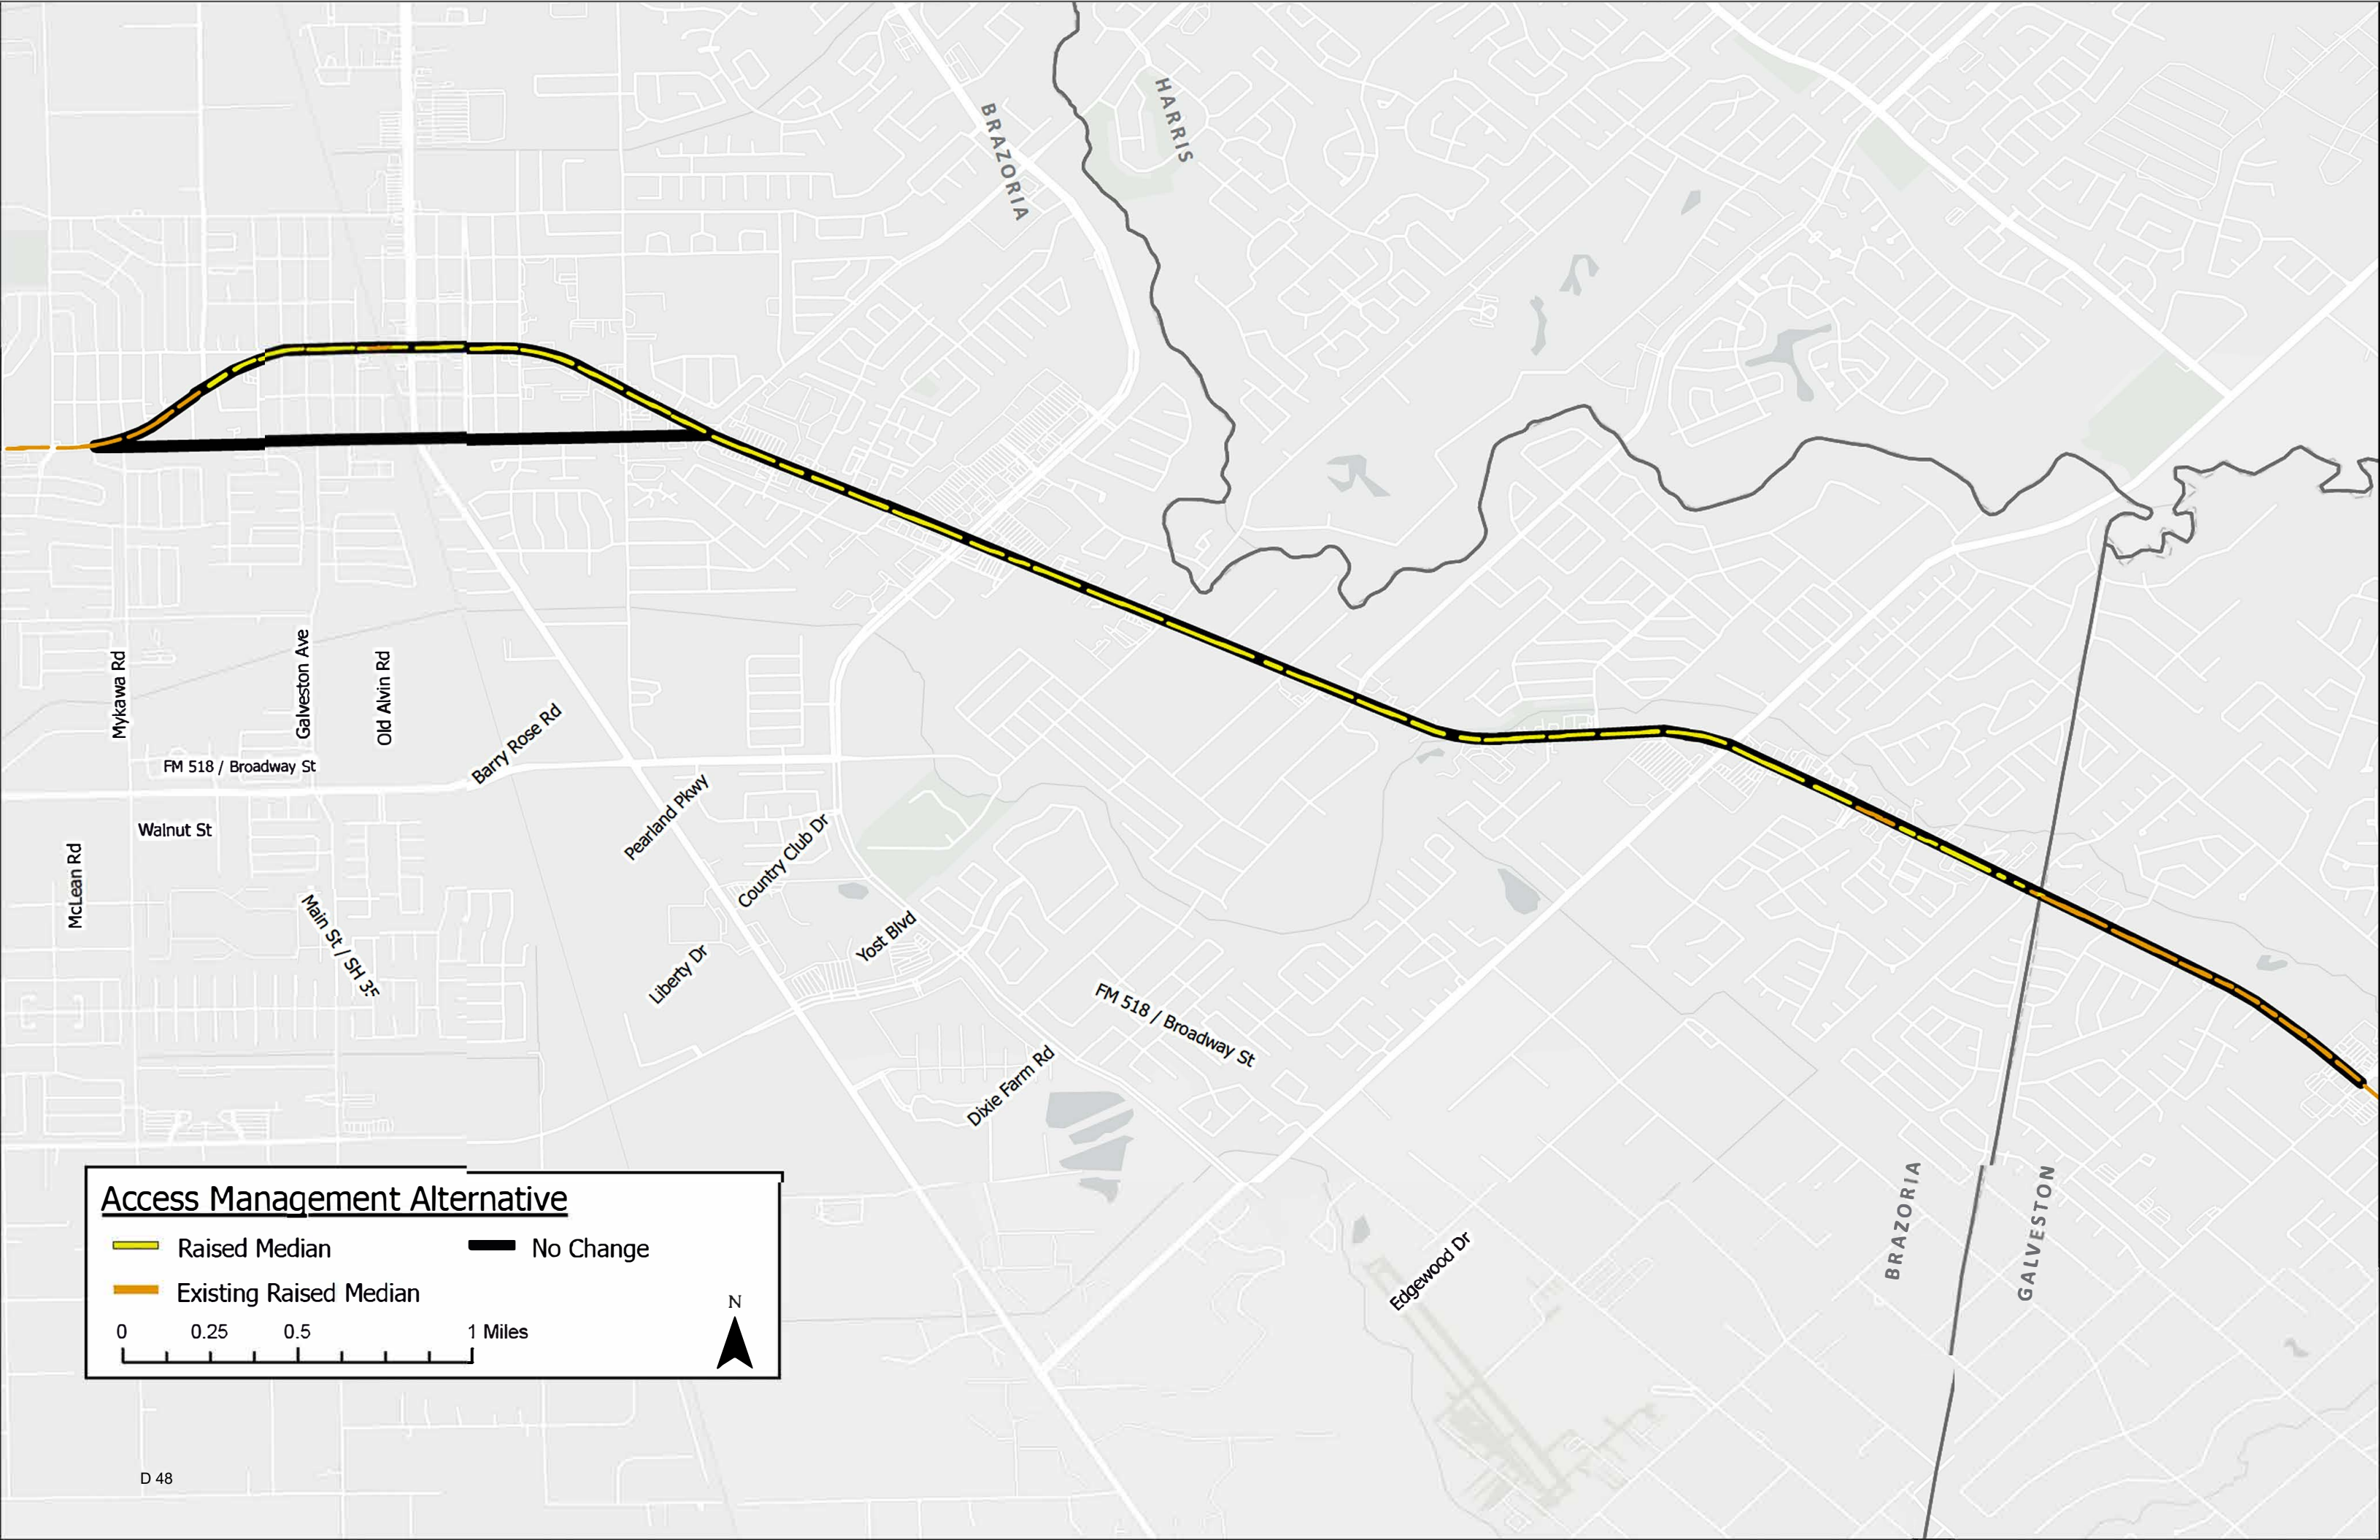 HARRIS
BRAZORIA
Mykawa Rd
Galveston Ave
Old Alvin Rd
Barry Rose Rd
FM 518 / Broadway St
Walnut St
Pearland Pkwy
Country Club Dr
McLean Rd
Main St / SH 35
Yost Blvd
Liberty Dr
FM 518 / Broadway St
Dixie Farm Rd
Edgewood Dr
BRAZORIA
GALVESTON
Access Management Alternative
Raised Median
No Change
Existing Raised Median
N
0 0.25 0.5 1 Miles
D 48